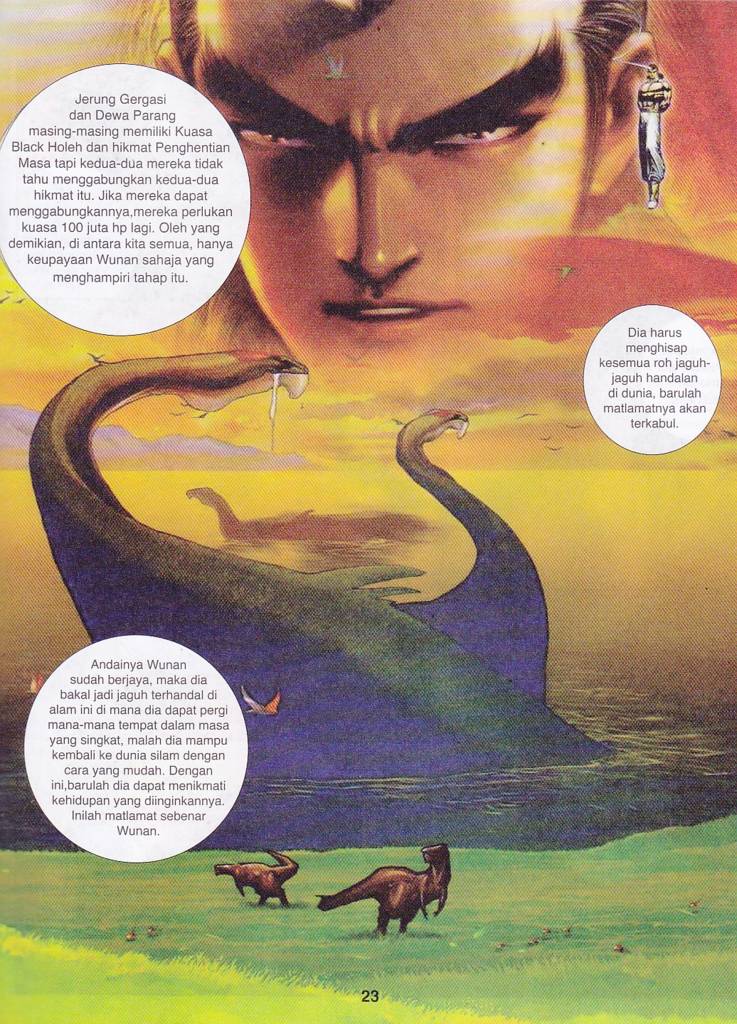 Jerung Gergasi
dan Dewa Parang
masing-masing memiliki Kuasa
Black Holeh dan hikmat Penghentian
Masa tapi kedua-dua mereka tidak
tahu menggabungkan kedua-dua
hikmat itu. Jika mereka dapat
menggabungkannya,mereka perlukan
kuasa 100 juta hp lagi. Oleh yang
demikian, di antara kita semua, hanya
keupayaan Wunan sahaja yang
menghampiri tahap itu.
Dia harus
menghisap
kesemua roh jaguh-
jaguh handalan
di dunia, barulah
matlamatnya akan
terkabul.
Andainya Wunan
sudah berjaya, maka dia
bakal jadi jaguh terhandal di
alam ini di mana dia dapat pergi
mana-mana tempat dalam masa
yang singkat, malah dia mampu
kembali ke dunia silam dengan
cara yang mudah. Dengan
ini,barulah dia dapat menikmati
kehidupan yang diinginkannya.
Inilah matlamat sebenar
Wunan.
23